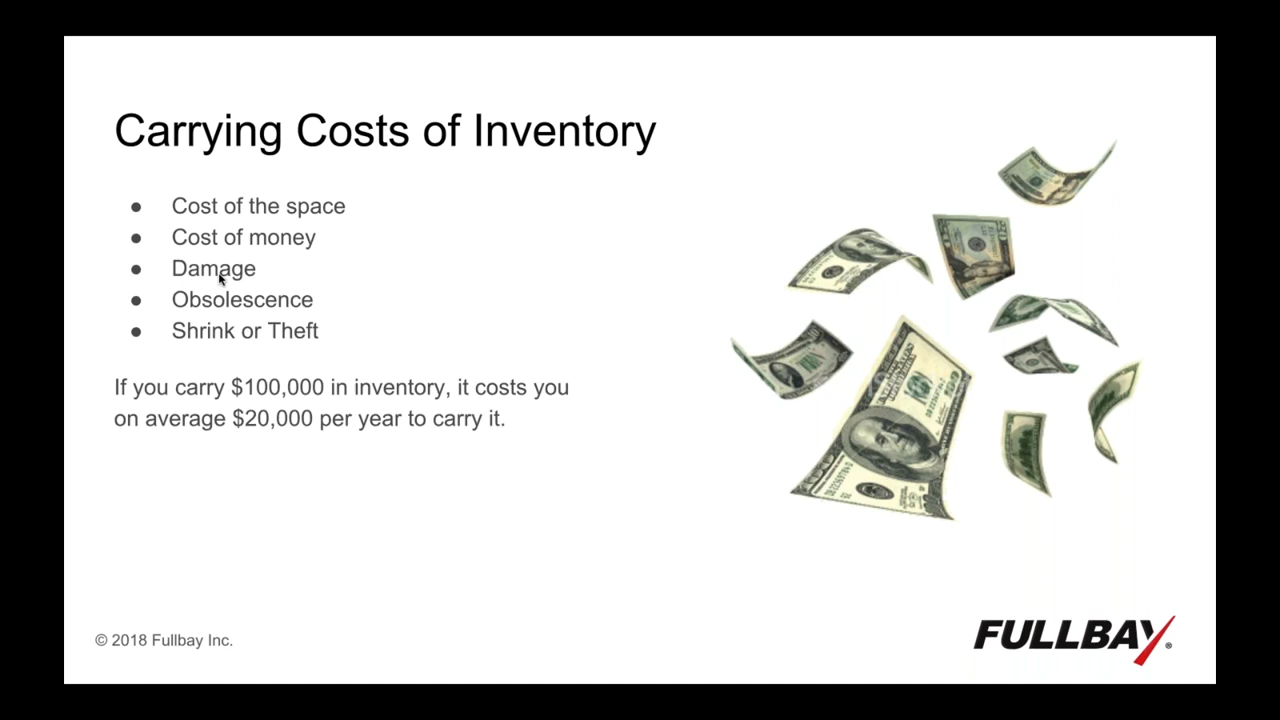 Carrying Costs of Inventory
● Cost of the space
● Cost of money
● Damage
● Obsolescence
● Shrink or Theft
If you carry $100,000 in inventory, it costs you
on average $20,000 per year to carry it.
© 2018 Fullbay Inc.
FULLBAY®